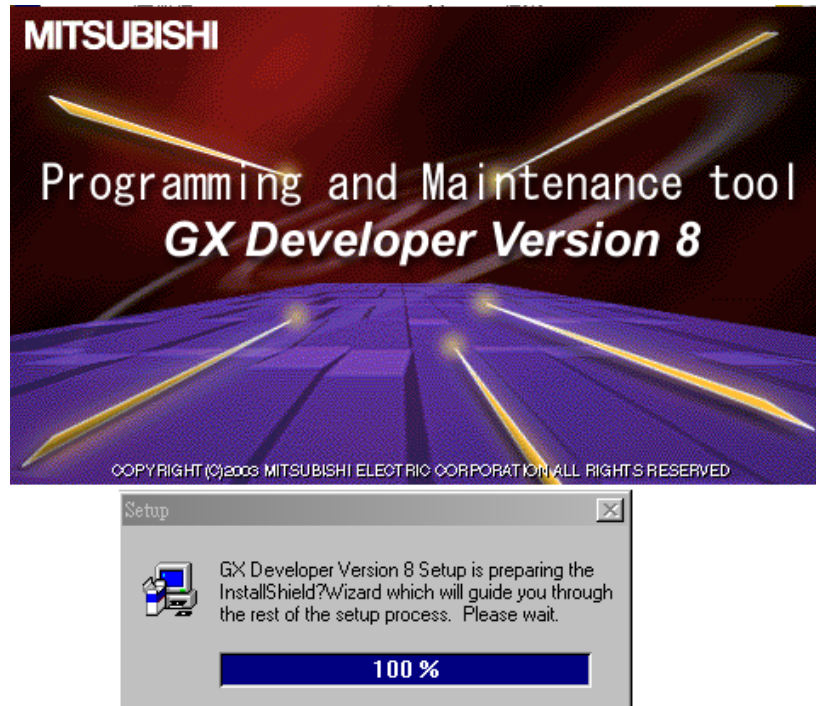 MITSUBISHI
Programming and Maintenance tool
GX Developer Version 8
COPYRIGHT (C)2003 MITSUBISHI ELECTRIC CORPORATION ALL RIGHTS RESERVED
Setup
GX Developer Version 8 Setup is preparing the
InstallShield?Wizard which will guide you through
the rest of the setup process. Please wait.
100 %